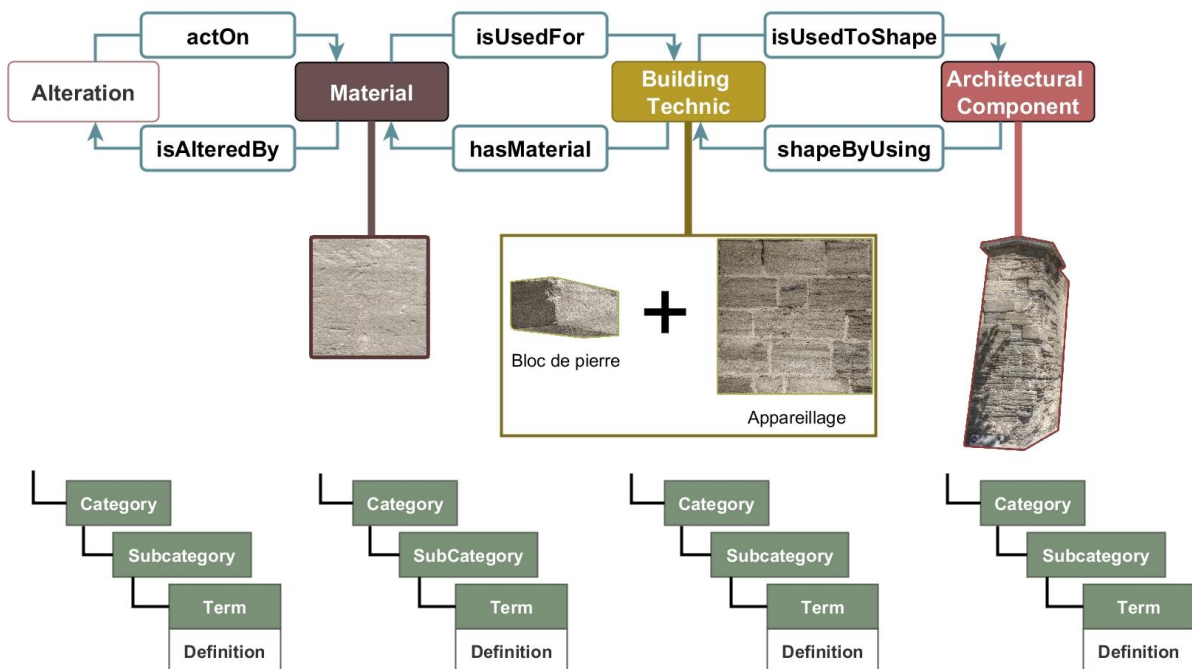 actOn
isUsedFor
isUsedToShape
Alteration
Material
Building
Technic
Architectural
Component
isAlteredBy
hasMaterial
shapeByUsing
Bloc de pierre
Appareillage
Category
Category
Category
Category
Subcategory
SubCategory
Subcategory
Subcategory
Term
Term
Term
Term
Definition
Definition
Definition
Definition